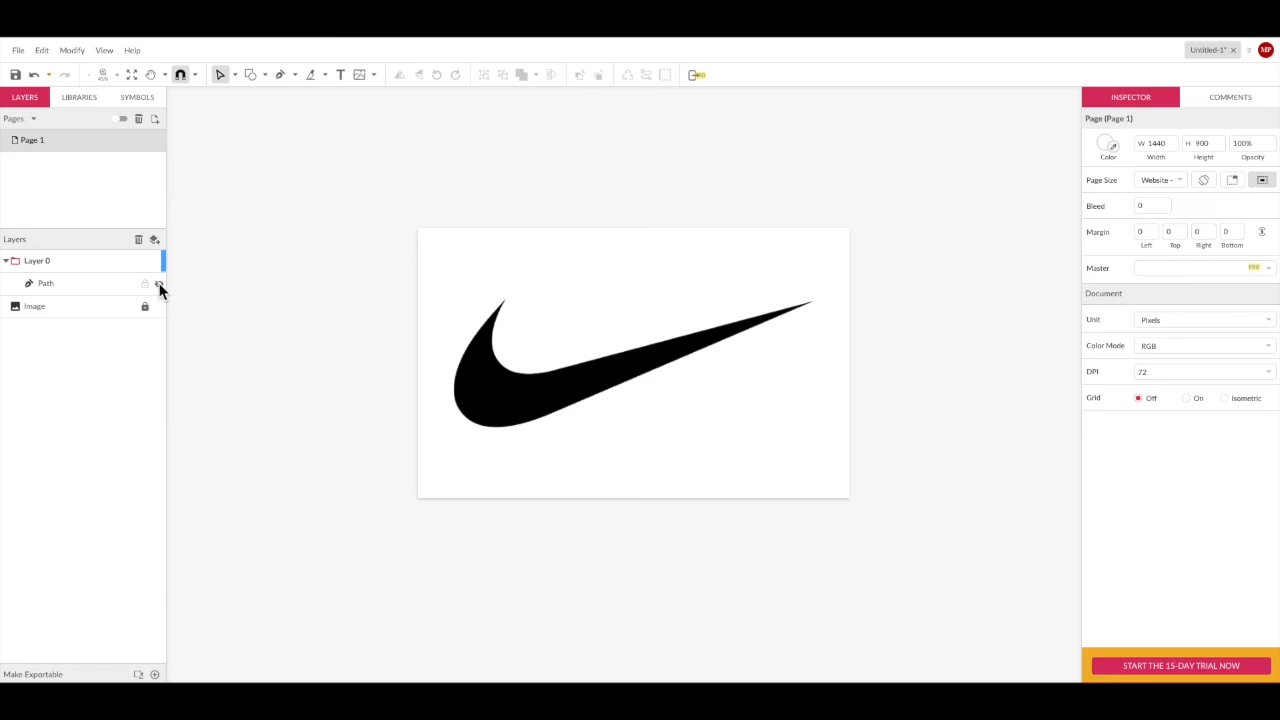 File Edit Modify View Help
Untitled-1* ×
MP
45%
T
PRO
LAYERS LIBRARIES SYMBOLS
INSPECTOR COMMENTS
Pages
Page (Page 1)
Page 1
W 1440 H 900 100%
Color Width Height Opacity
Page Size Website -
Bleed 0
Layers
Margin 0 0 0 0
Left Top Right Bottom
Layer 0
Master PRO
Path
Document
Image
Unit Pixels
Color Mode RGB
DPI 72
Grid Off On Isometric
START THE 15-DAY TRIAL NOW
Make Exportable